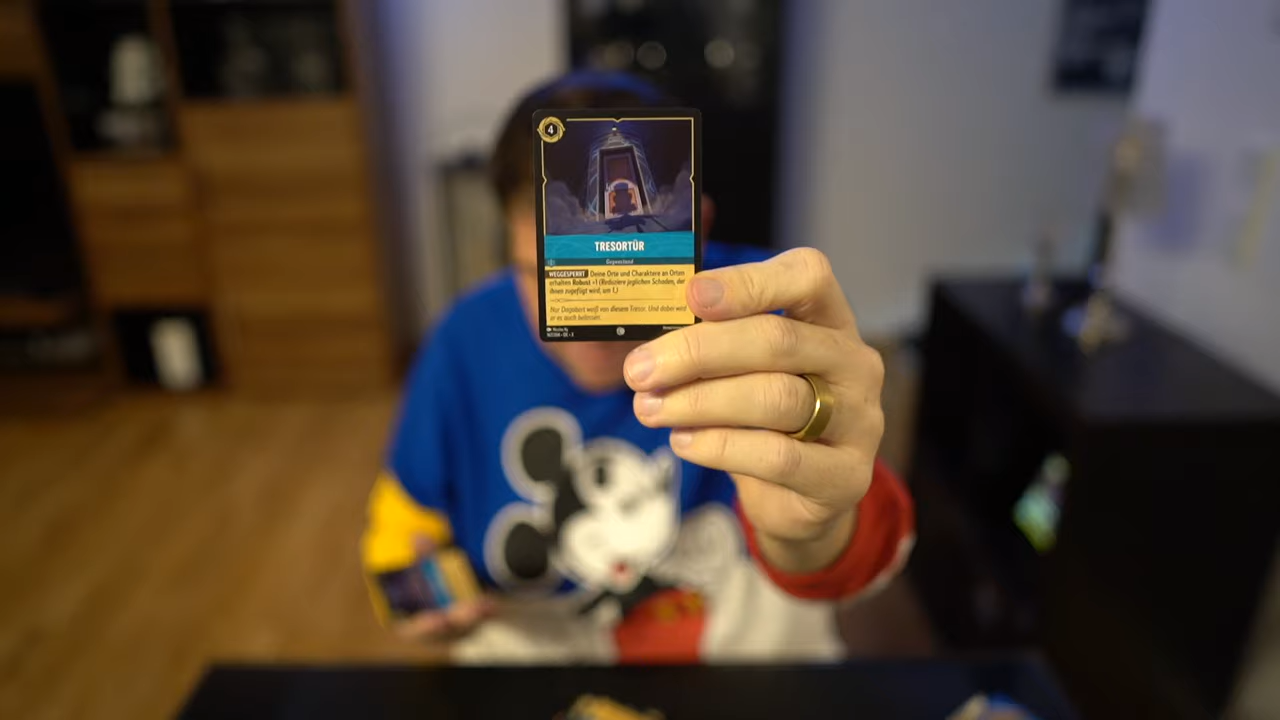 4
TRESORTÜR
Gegenstand
WEGGESPERRT Deine Orte und Charaktere an Orten
erhalten Robust +1 (Reduziere jeglichen Schaden, der
ihnen zugefügt wird, um 1.)
Nur Dagobert weiß von diesem Tresor. Und dabei wird
er es auch belassen.